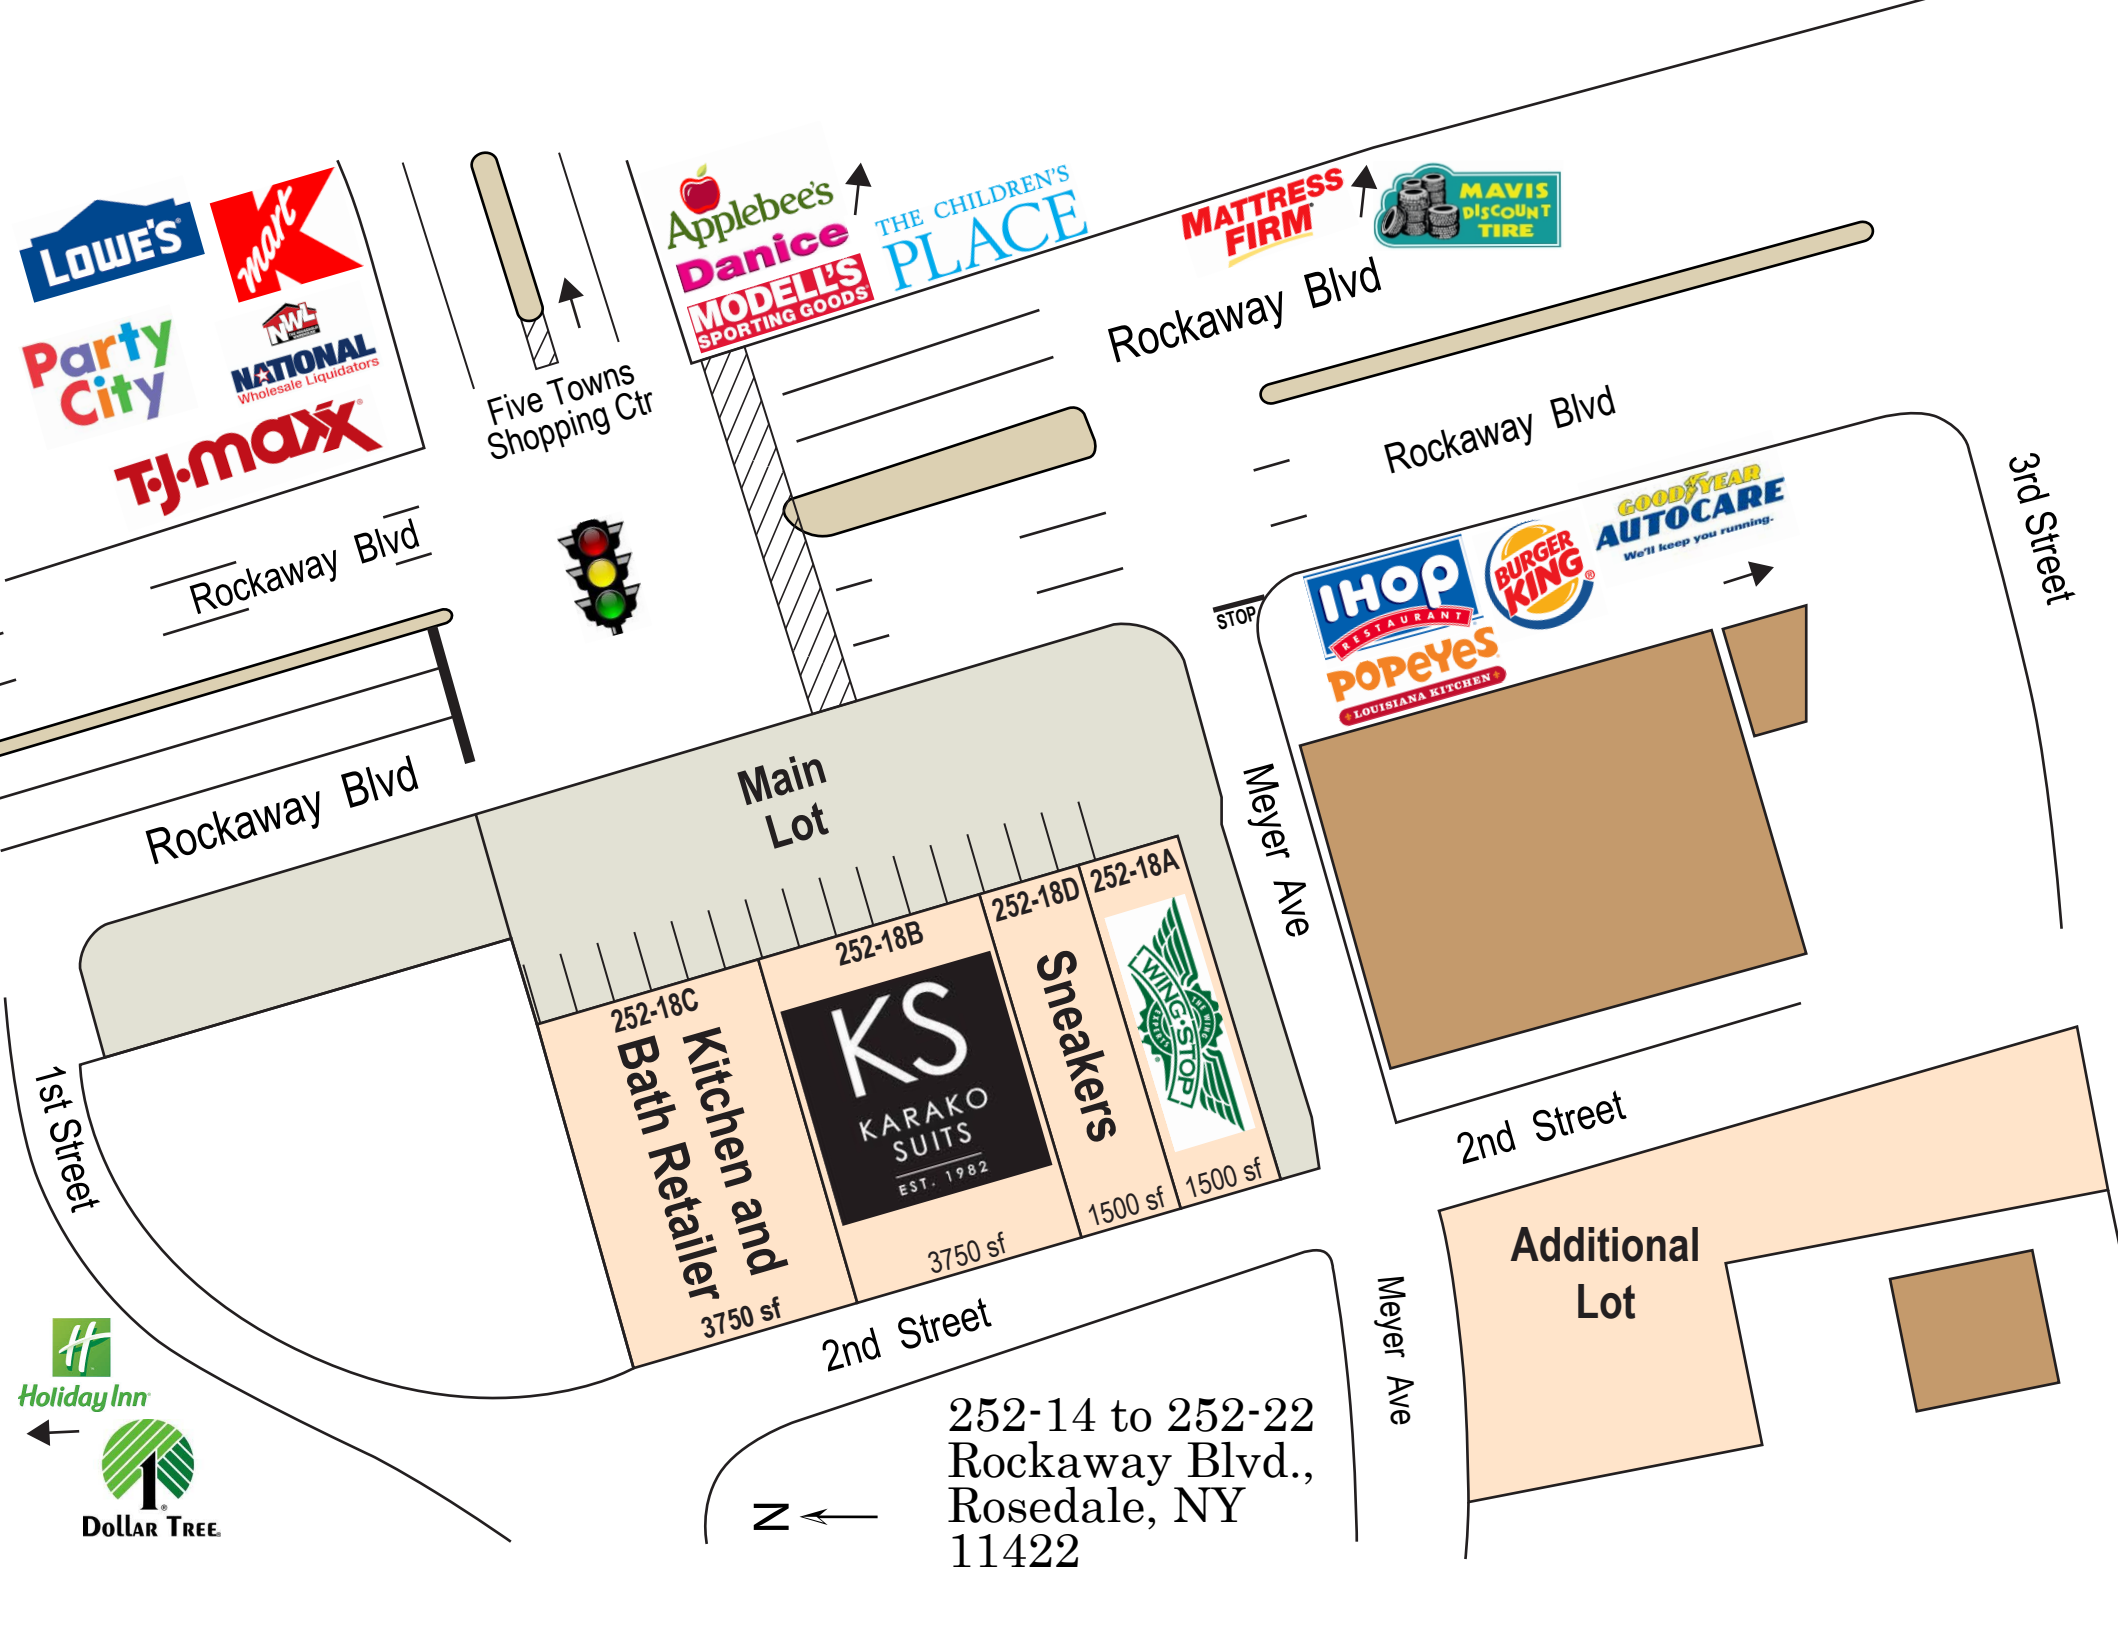 LOWE'S
Kmart
Party
City
NWL
NATIONAL
Wholesale Liquidators
T·J·maxx
Five Towns
Shopping Ctr
Applebee's
Danice
MODELL'S
SPORTING GOODS
THE CHILDREN'S
PLACE
MATTRESS
FIRM
MAVIS
DISCOUNT
TIRE
Rockaway Blvd
Rockaway Blvd
Rockaway Blvd
Rockaway Blvd
3rd Street
STOP
IHOP
RESTAURANT
BURGER
KING
GOODYEAR
AUTOCARE
We'll keep you running.
POPEYES
LOUISIANA KITCHEN
Main
Lot
Meyer Ave
252-18C
Kitchen and
Bath Retailer
3750 sf
252-18B
KS
KARAKO
SUITS
EST. 1982
3750 sf
252-18D
Sneakers
1500 sf
252-18A
WING·STOP
THE WING EXPERTS
1500 sf
1st Street
2nd Street
2nd Street
Additional
Lot
Meyer Ave
H
Holiday Inn
1
DOLLAR TREE
N
252-14 to 252-22
Rockaway Blvd.,
Rosedale, NY
11422